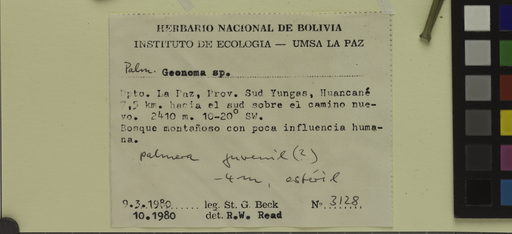 HERBARIO NACIONAL DE BOLIVIA
INSTITUTO DE ECOLOGIA — UMSA LA PAZ
Palm. Geonoma sp.
Dpto. La Paz, Prov. Sud Yungas, Huancané
7,5 km. hacia el sud sobre el camino nue-
vo. 2410 m. 10-20° SW.
Bosque montañoso con poca influencia huma-
na.
palmera juvenil (?)
~4m, estéril
9.3.1980 leg. St. G. Beck No 3128
10.1980 det. R.W. Read